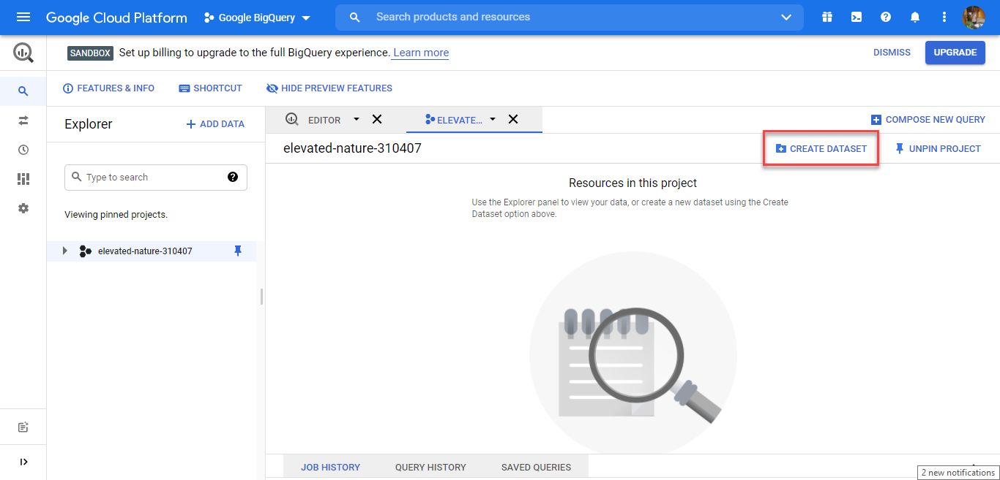 Google Cloud Platform
Google BigQuery
Search products and resources
SANDBOX Set up billing to upgrade to the full BigQuery experience. Learn more
DISMISS
UPGRADE
FEATURES & INFO
SHORTCUT
HIDE PREVIEW FEATURES
Explorer
+ ADD DATA
EDITOR
ELEVATE...
COMPOSE NEW QUERY
elevated-nature-310407
CREATE DATASET
UNPIN PROJECT
Type to search
Viewing pinned projects.
elevated-nature-310407
Resources in this project
Use the Explorer panel to view your data, or create a new dataset using the Create
Dataset option above.
JOB HISTORY
QUERY HISTORY
SAVED QUERIES
2 new notifications